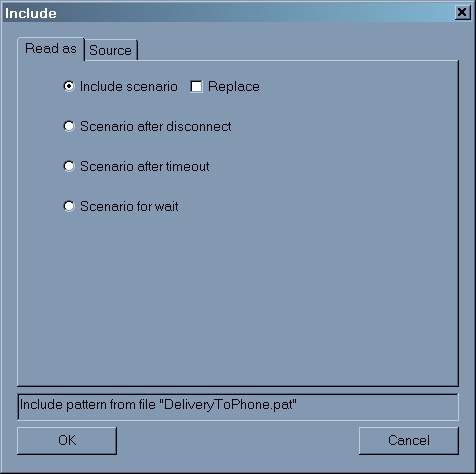 Include
Read as Source
Include scenario Replace
Scenario after disconnect
Scenario after timeout
Scenario for wait
Include pattern from file "DeliveryToPhone.pat"
OK Cancel